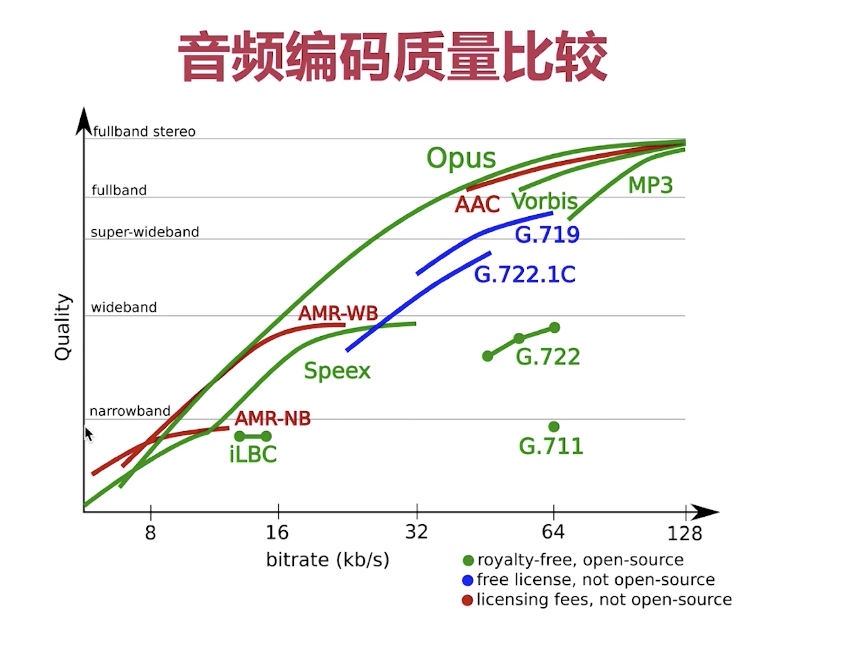 音频编码质量比较
fullband stereo
Opus
fullband
MP3
AAC
Vorbis
super-wideband
G.719
G.722.1C
wideband
AMR-WB
Quality
Speex
G.722
narrowband
AMR-NB
iLBC
G.711
8 16 32 64 128
bitrate (kb/s)
royalty-free, open-source
free license, not open-source
licensing fees, not open-source